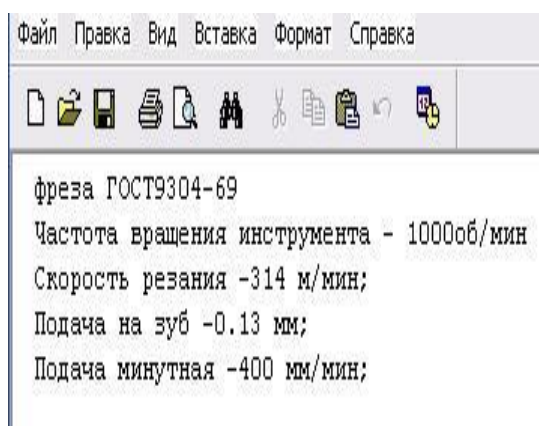 Файл Правка Вид Вставка Формат Справка
фреза ГОСТ9304-69
Частота вращения инструмента - 1000об/мин
Скорость резания -314 м/мин;
Подача на зуб -0.13 мм;
Подача минутная -400 мм/мин;